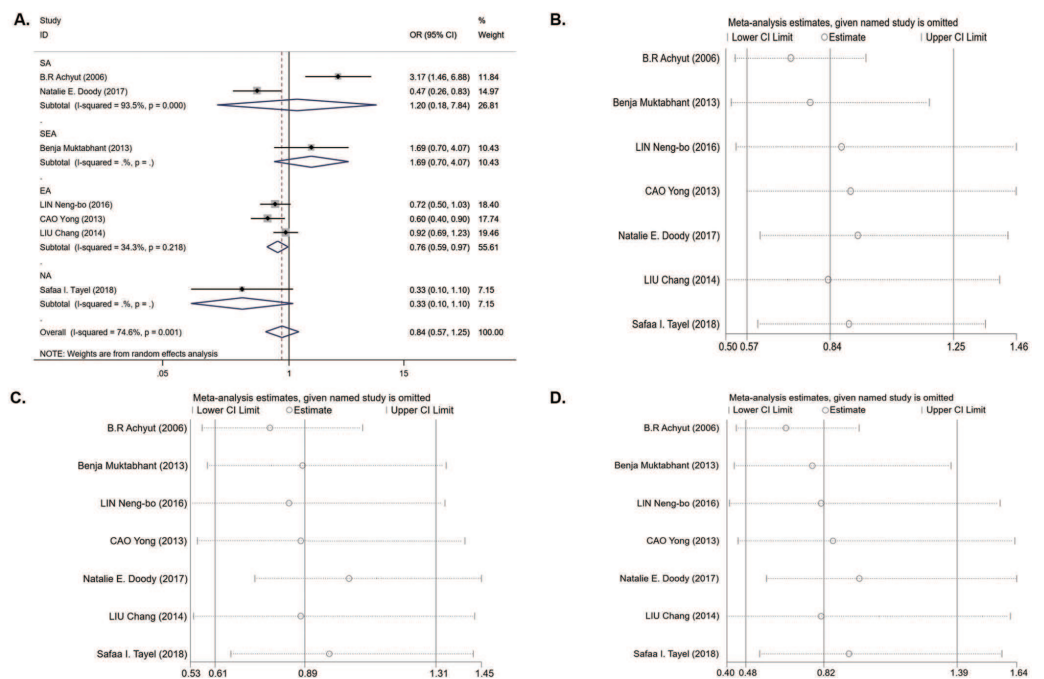 A.
Study %
ID OR (95% CI) Weight
SA
B.R Achyut (2006) 3.17 (1.46, 6.88) 11.84
Natalie E. Doody (2017) 0.47 (0.26, 0.83) 14.97
Subtotal (I-squared = 93.5%, p = 0.000) 1.20 (0.18, 7.84) 26.81
.
SEA
Benja Muktabhant (2013) 1.69 (0.70, 4.07) 10.43
Subtotal (I-squared = .%, p = .) 1.69 (0.70, 4.07) 10.43
.
EA
LIN Neng-bo (2016) 0.72 (0.50, 1.03) 18.40
CAO Yong (2013) 0.60 (0.40, 0.90) 17.74
LIU Chang (2014) 0.92 (0.69, 1.23) 19.46
Subtotal (I-squared = 34.3%, p = 0.218) 0.76 (0.59, 0.97) 55.61
.
NA
Safaa I. Tayel (2018) 0.33 (0.10, 1.10) 7.15
Subtotal (I-squared = .%, p = .) 0.33 (0.10, 1.10) 7.15
.
Overall (I-squared = 74.6%, p = 0.001) 0.84 (0.57, 1.25) 100.00
NOTE: Weights are from random effects analysis
.05 1 15
B.
Meta-analysis estimates, given named study is omitted
Lower CI Limit Estimate Upper CI Limit
B.R Achyut (2006)
Benja Muktabhant (2013)
LIN Neng-bo (2016)
CAO Yong (2013)
Natalie E. Doody (2017)
LIU Chang (2014)
Safaa I. Tayel (2018)
0.50 0.57 0.84 1.25 1.46
C.
Meta-analysis estimates, given named study is omitted
Lower CI Limit Estimate Upper CI Limit
B.R Achyut (2006)
Benja Muktabhant (2013)
LIN Neng-bo (2016)
CAO Yong (2013)
Natalie E. Doody (2017)
LIU Chang (2014)
Safaa I. Tayel (2018)
0.53 0.61 0.89 1.31 1.45
D.
Meta-analysis estimates, given named study is omitted
Lower CI Limit Estimate Upper CI Limit
B.R Achyut (2006)
Benja Muktabhant (2013)
LIN Neng-bo (2016)
CAO Yong (2013)
Natalie E. Doody (2017)
LIU Chang (2014)
Safaa I. Tayel (2018)
0.40 0.48 0.82 1.39 1.64